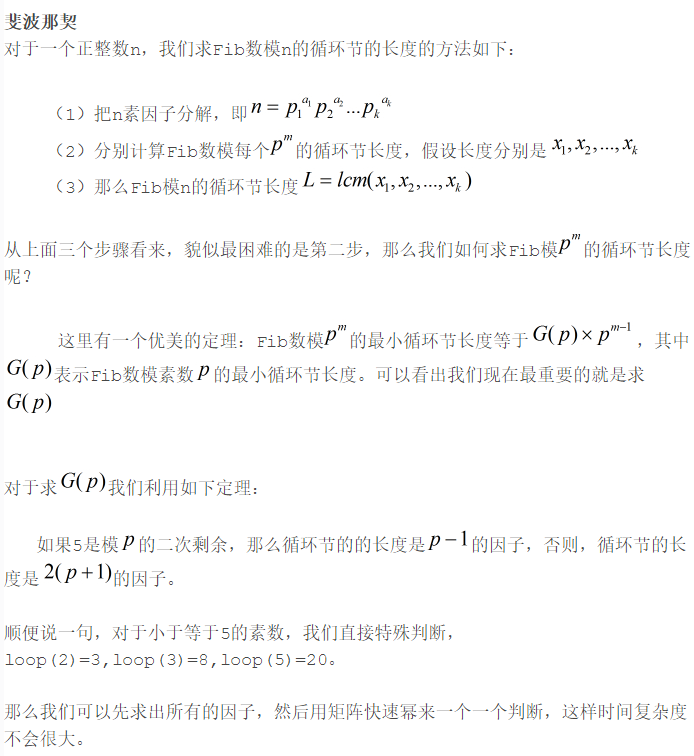 斐波那契
对于一个正整数n，我们求Fib数模n的循环节的长度的方法如下：
（1）把n素因子分解，即 n = p₁^{a₁} p₂^{a₂} ... pₖ^{aₖ}
（2）分别计算Fib数模每个 p^m 的循环节长度，假设长度分别是 x₁, x₂, ..., xₖ
（3）那么Fib模n的循环节长度 L = lcm(x₁, x₂, ..., xₖ)
从上面三个步骤看来，貌似最困难的是第二步，那么我们如何求Fib模 p^m 的循环节长度
呢？
这里有一个优美的定理：Fib数模 p^m 的最小循环节长度等于 G(p) × p^{m−1} ，其中
G(p) 表示Fib数模素数 p 的最小循环节长度。可以看出我们现在最重要的就是求
G(p)
对于求 G(p) 我们利用如下定理：
如果5是模 p 的二次剩余，那么循环节的的长度是 p − 1 的因子，否则，循环节的长
度是 2(p + 1) 的因子。
顺便说一句，对于小于等于5的素数，我们直接特殊判断，
loop(2)=3,loop(3)=8,loop(5)=20。
那么我们可以先求出所有的因子，然后用矩阵快速幂来一个一个判断，这样时间复杂度
不会很大。